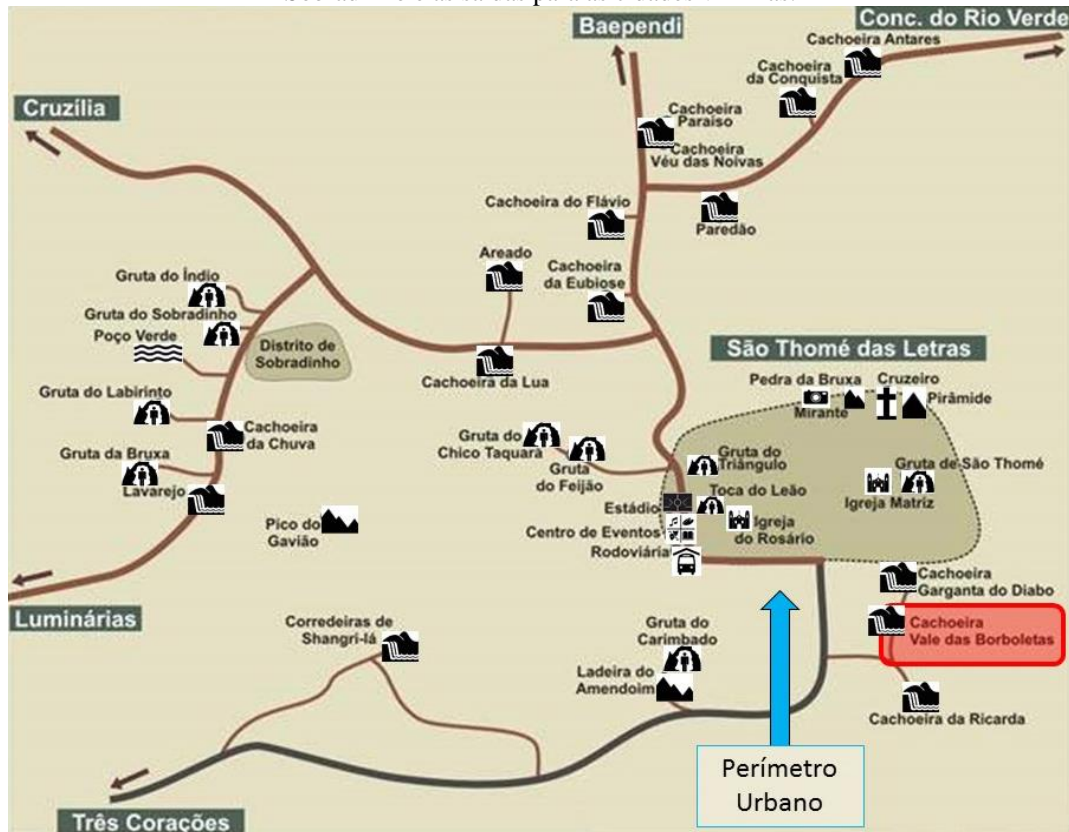 Baependi
Conc. do Rio Verde
Cachoeira Antares
Cachoeira
da Conquista
Cruzília
Cachoeira
Paraíso
Cachoeira
Véu das Noivas
Cachoeira do Flávio
Paredão
Areado
Cachoeira
da Eubiose
Gruta do Índio
Gruta do Sobradinho
Poço Verde
Distrito de
Sobradinho
Cachoeira da Lua
São Thomé das Letras
Pedra da Bruxa
Cruzeiro
Mirante
Pirâmide
Gruta do Labirinto
Cachoeira
da Chuva
Gruta da Bruxa
Lavarejo
Gruta do
Chico Taquara
Gruta
do Feijão
Gruta do
Triângulo
Gruta de São Thomé
Igreja Matriz
Toca do Leão
Estádio
Igreja
do Rosário
Centro de Eventos
Rodoviária
Pico do
Gavião
Cachoeira
Garganta do Diabo
Cachoeira
Vale das Borboletas
Luminárias
Corredeiras de
Shangri-lá
Gruta do
Carimbado
Ladeira do
Amendoim
Cachoeira da Ricarda
Perímetro
Urbano
Três Corações